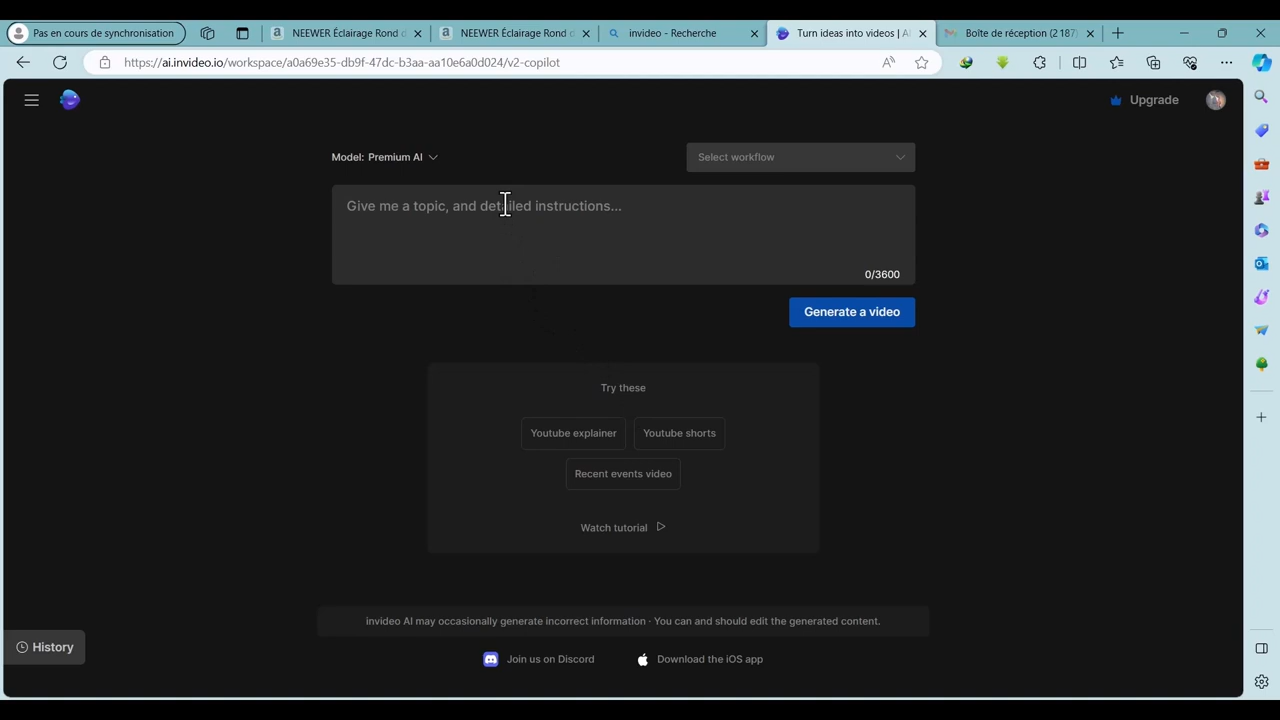 Pas en cours de synchronisation
NEEWER Éclairage Rond d
NEEWER Éclairage Rond d
invideo - Recherche
Turn ideas into videos | AI
Boîte de réception (2 187)
https://ai.invideo.io/workspace/a0a69e35-db9f-47dc-b3aa-aa10e6a0d024/v2-copilot
Upgrade
Model: Premium AI
Select workflow
Give me a topic, and detailed instructions...
0/3600
Generate a video
Try these
Youtube explainer
Youtube shorts
Recent events video
Watch tutorial
invideo AI may occasionally generate incorrect information · You can and should edit the generated content.
History
Join us on Discord
Download the iOS app